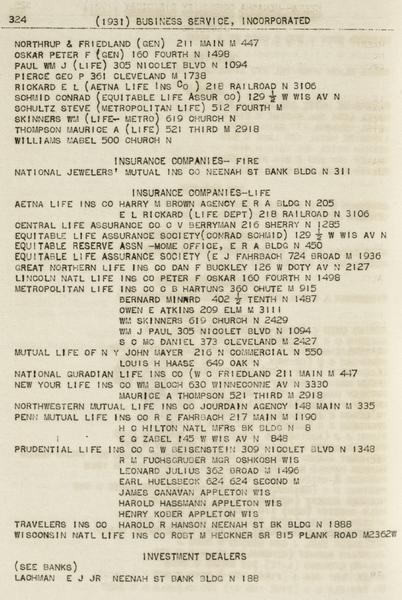 324 (1931) BUSINESS SERVICE, INCORPORATED
NORTHRUP & FRIEDLAND (GEN) 211 MAIN M 447
OSKAR PETER F (GEN) 160 FOURTH N 1498
PAUL WM J (LIFE) 305 NICOLET BLVD N 1094
PIERCE GEO P 361 CLEVELAND M 1738
RICKARD E L (AETNA LIFE INS CO ) 218 RAILROAD N 3106
SCHMID CONRAD (EQUITABLE LIFE ASSUR CO) 129 ½ W WIS AV N
SCHULTZ STEVE (METROPOLITAN LIFE) 512 FOURTH M
SKINNERS WM (LIFE- METRO) 619 CHURCH N
THOMPSON MAURICE A (LIFE) 521 THIRD M 2918
WILLIAMS MABEL 500 CHURCH N
INSURANCE COMPANIES- FIRE
NATIONAL JEWELERS' MUTUAL INS CO NEENAH ST BANK BLDG N 311
INSURANCE COMPANIES-LIFE
AETNA LIFE INS CO HARRY M BROWN AGENCY E R A BLDG N 205
E L RICKARD (LIFE DEPT) 218 RAILROAD N 3106
CENTRAL LIFE ASSURANCE CO C V BERRYMAN 216 SHERRY N 1285
EQUITABLE LIFE ASSURANCE SOCIETY(CONRAD SCHMID) 129 ½ W WIS AV N
EQUITABLE RESERVE ASSN -HOME OFFICE, E R A BLDG N 450
EQUITABLE LIFE ASSURANCE SOCIETY (E J FAHRBACH 724 BROAD M 1936
GREAT NORTHERN LIFE INS CO DAN F BUCKLEY 126 W DOTY AV N 2127
LINCOLN NATL LIFE INS CO PETER F OSKAR 160 FOURTH N 1498
METROPOLITAN LIFE INS CO C B HARTUNG 360 CHUTE M 915
BERNARD MINARD 402 ½ TENTH N 1487
OWEN E ATKINS 209 ELM M 3111
WM SKINNERS 619 CHURCH N 2429
WM J PAUL 305 NICOLET BLVD N 1094
S C MC DANIEL 373 CLEVELAND M 2427
MUTUAL LIFE OF N Y JOHN MAYER 216 N COMMERCIAL N 550
LOUIS H HAASE 649 OAK N
NATIONAL GURADIAN LIFE INS CO (W C FRIEDLAND 211 MAIN M 447
NEW YOUR LIFE INS CO WM BLOCH 630 WINNECONNE AV N 3330
MAURICE A THOMPSON 521 THIRD M 2918
NORTHWESTERN MUTUAL LIFE INS CO JOURDAIN AGENCY 148 MAIN M 335
PENN MUTUAL LIFE INS CO R E FAHRBACH 217 MAIN M 1190
H C HILTON NATL MFRS BK BLDG N 8
E G ZABEL 145 W WIS AV N 848
PRUDENTIAL LIFE INS CO G W BEISENSTEIN 309 NICOLET BLVD N 1348
R M FUCHSGRUBER MGR OSHKOSH WIS
LEONARD JULIUS 362 BROAD M 1496
EARL HUELSBECK 624 624 SECOND M
JAMES CANAVAN APPLETON WIS
HAROLD HASSMANN APPLETON WIS
HENRY KOBER APPLETON WIS
TRAVELERS INS CO HAROLD R HANSON NEENAH ST BK BLDG N 1888
WISCONSIN NATL LIFE INS CO ROBT M HECKNER SR 815 PLANK ROAD M2362W
INVESTMENT DEALERS
(SEE BANKS)
LACHMAN E J JR NEENAH ST BANK BLDG N 188